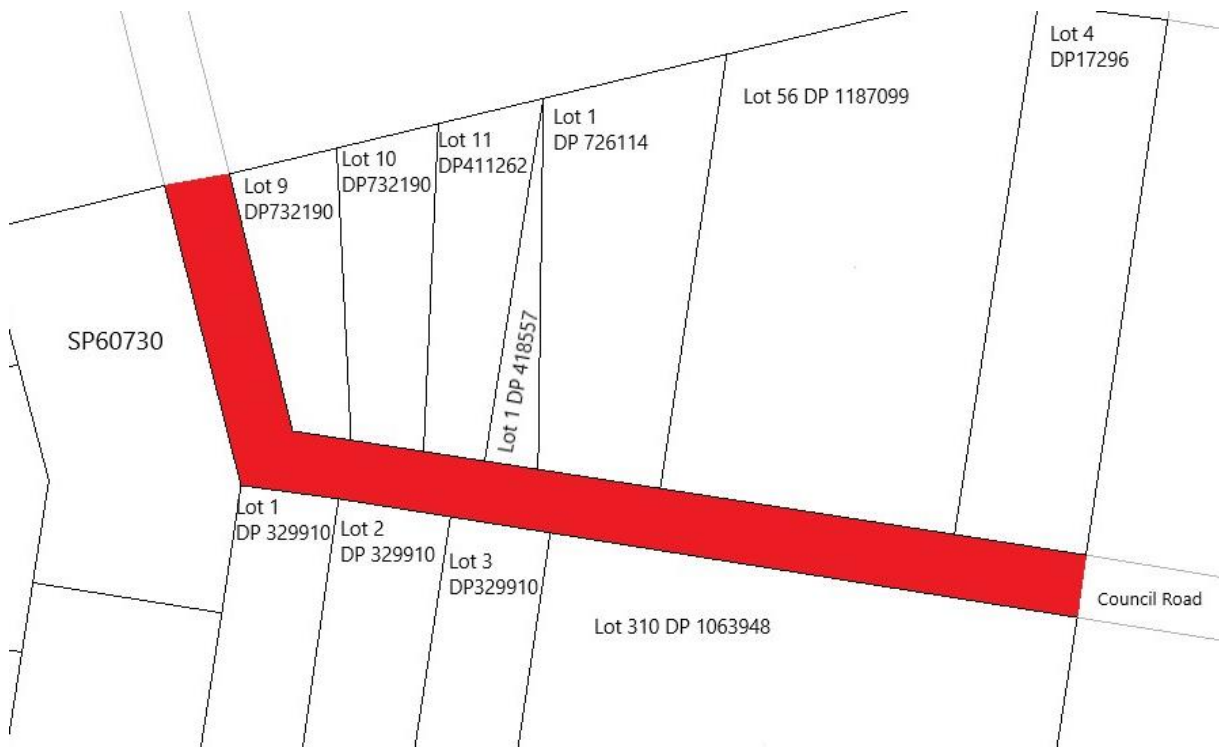 Lot 4
DP17296
Lot 56 DP 1187099
Lot 1
DP 726114
Lot 11
DP411262
Lot 10
DP732190
Lot 9
DP732190
SP60730
Lot 1 DP 418557
Lot 1
DP 329910
Lot 2
DP 329910
Lot 3
DP329910
Council Road
Lot 310 DP 1063948